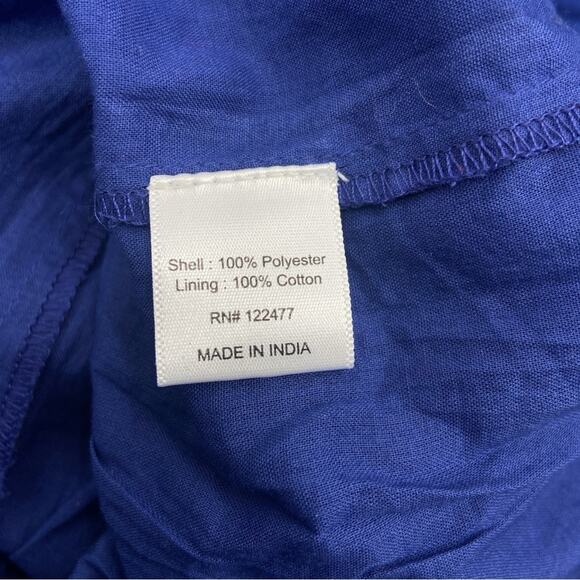 Shell : 100% Polyester
Lining : 100% Cotton
RN# 122477
MADE IN INDIA